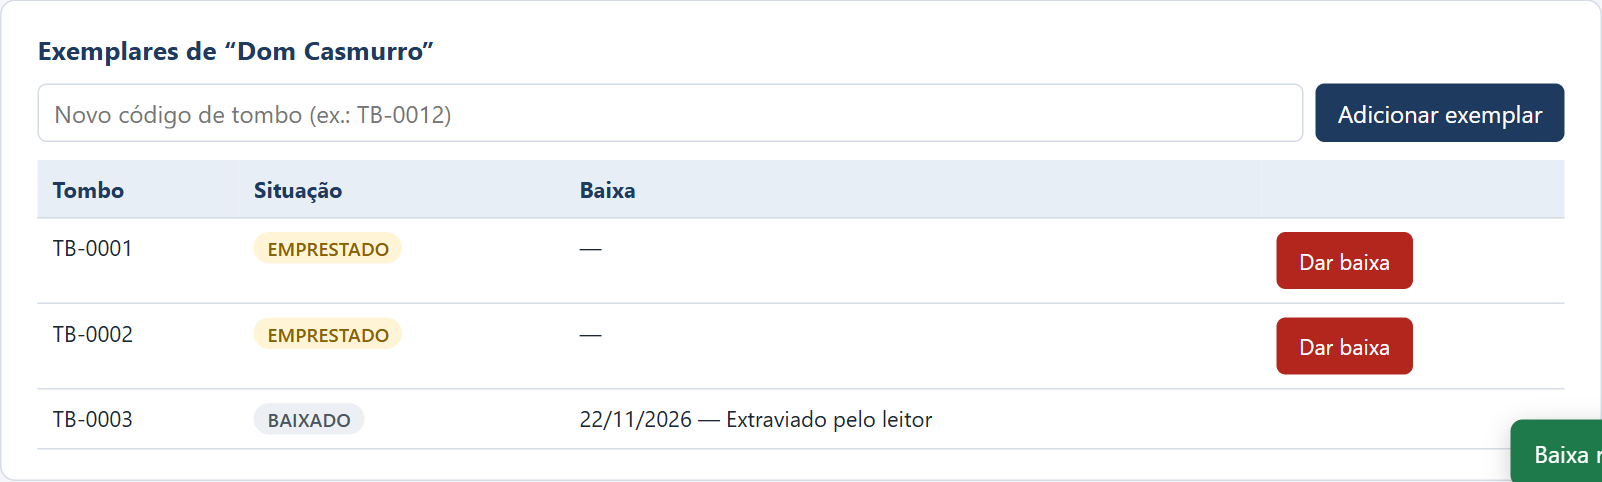 Exemplares de “Dom Casmurro”
Novo código de tombo (ex.: TB-0012) Adicionar exemplar
Tombo Situação Baixa
TB-0001 EMPRESTADO — Dar baixa
TB-0002 EMPRESTADO — Dar baixa
TB-0003 BAIXADO 22/11/2026 — Extraviado pelo leitor
Baixa